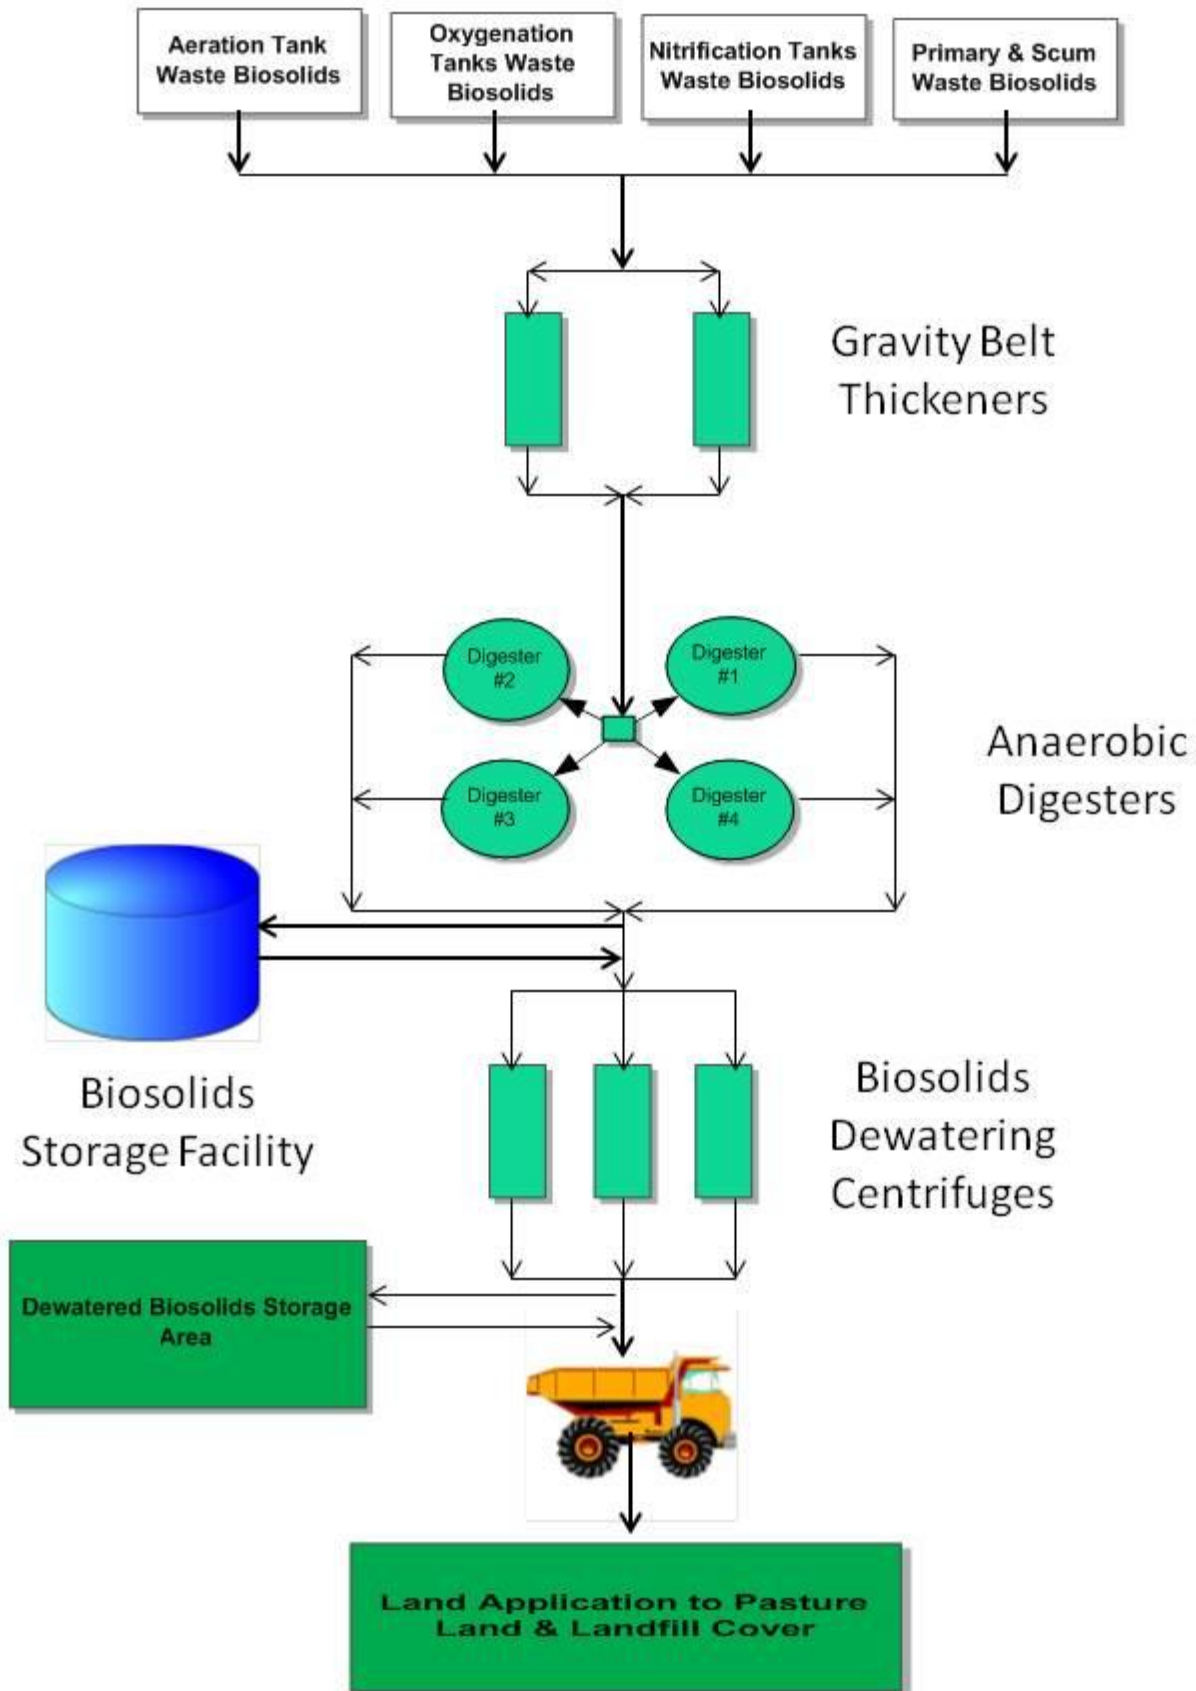 Aeration Tank
Waste Biosolids
Oxygenation
Tanks Waste
Biosolids
Nitrification Tanks
Waste Biosolids
Primary & Scum
Waste Biosolids
Gravity Belt
Thickeners
Digester
#2
Digester
#1
Digester
#3
Digester
#4
Anaerobic
Digesters
Biosolids
Storage Facility
Biosolids
Dewatering
Centrifuges
Dewatered Biosolids Storage
Area
Land Application to Pasture
Land & Landfill Cover